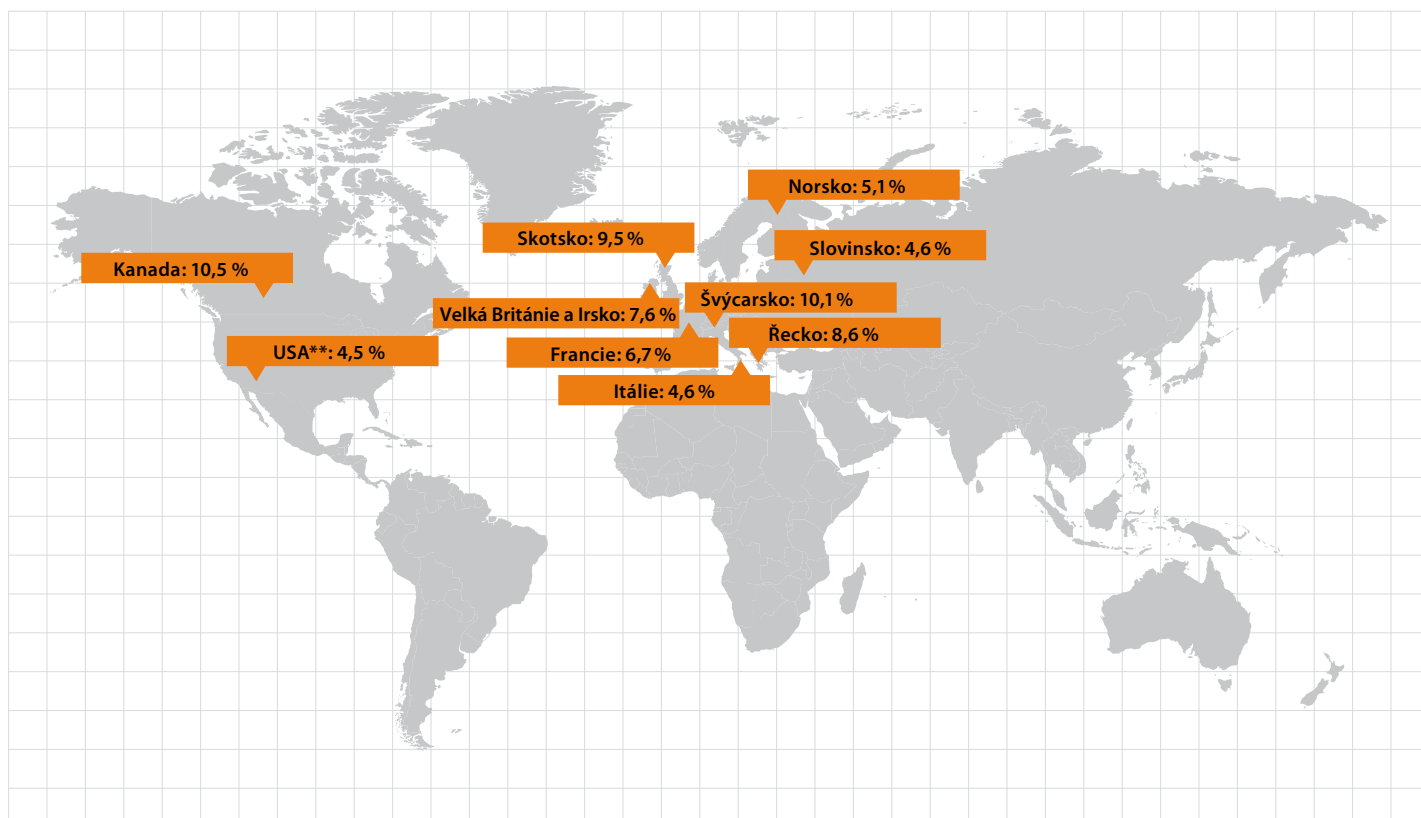 Norsko: 5,1 %
Skotsko: 9,5 %
Slovinsko: 4,6 %
Kanada: 10,5 %
Švýcarsko: 10,1 %
Velká Británie a Irsko: 7,6 %
Řecko: 8,6 %
USA**: 4,5 %
Francie: 6,7 %
Itálie: 4,6 %